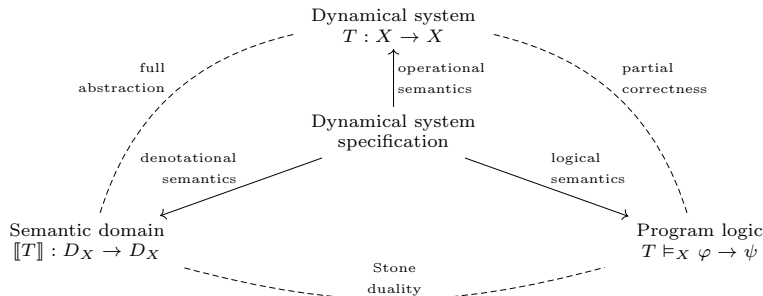 Dynamical system
T : X → X
full
abstraction
operational
semantics
partial
correctness
Dynamical system
specification
denotational
semantics
logical
semantics
Semantic domain
⟦T⟧ : D_X → D_X
Program logic
T ⊨_X φ → ψ
Stone
duality